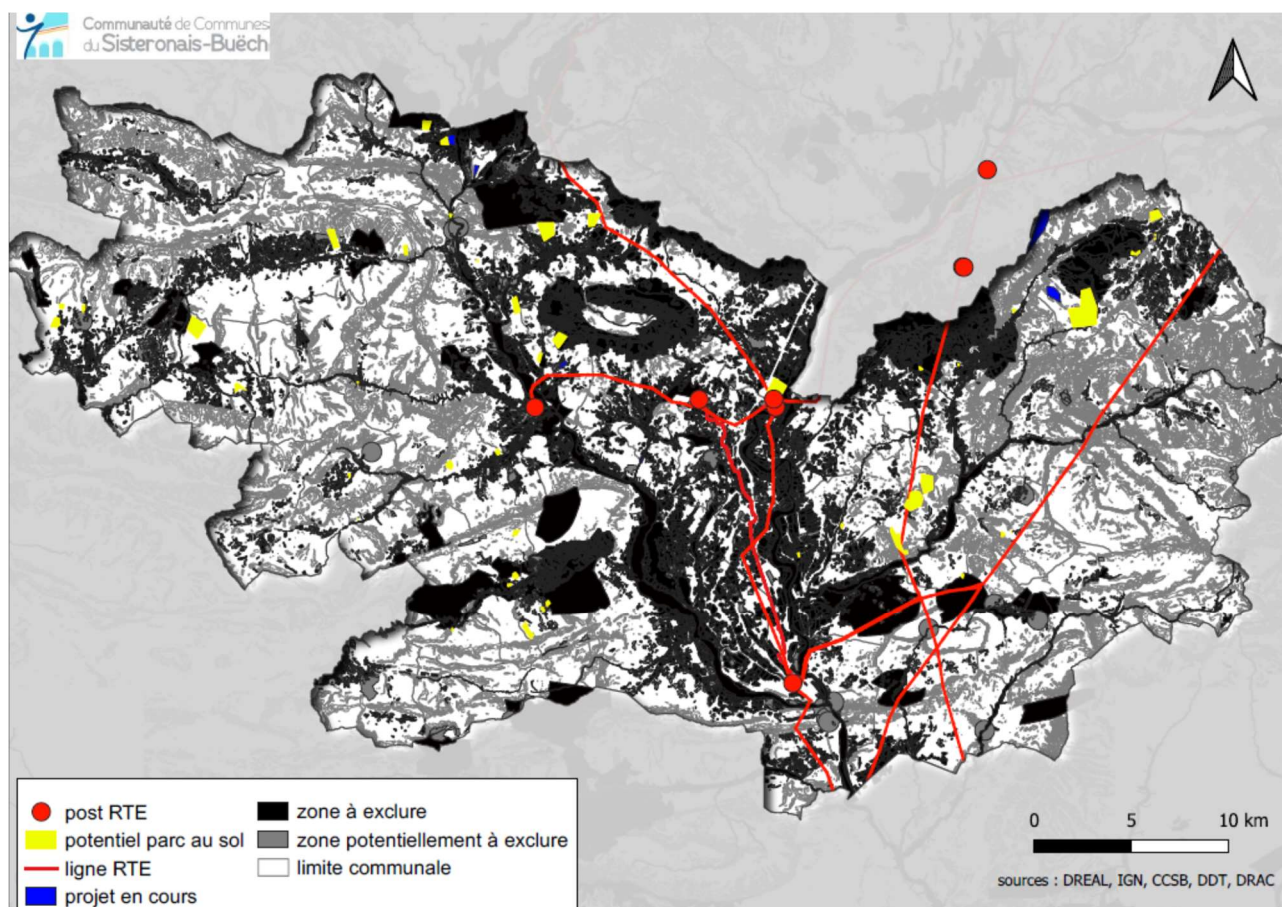 Communauté de Communes
du Sisteronais-Buëch
post RTE
potentiel parc au sol
ligne RTE
projet en cours
zone à exclure
zone potentiellement à exclure
limite communale
0 5 10 km
sources : DREAL, IGN, CCSB, DDT, DRAC